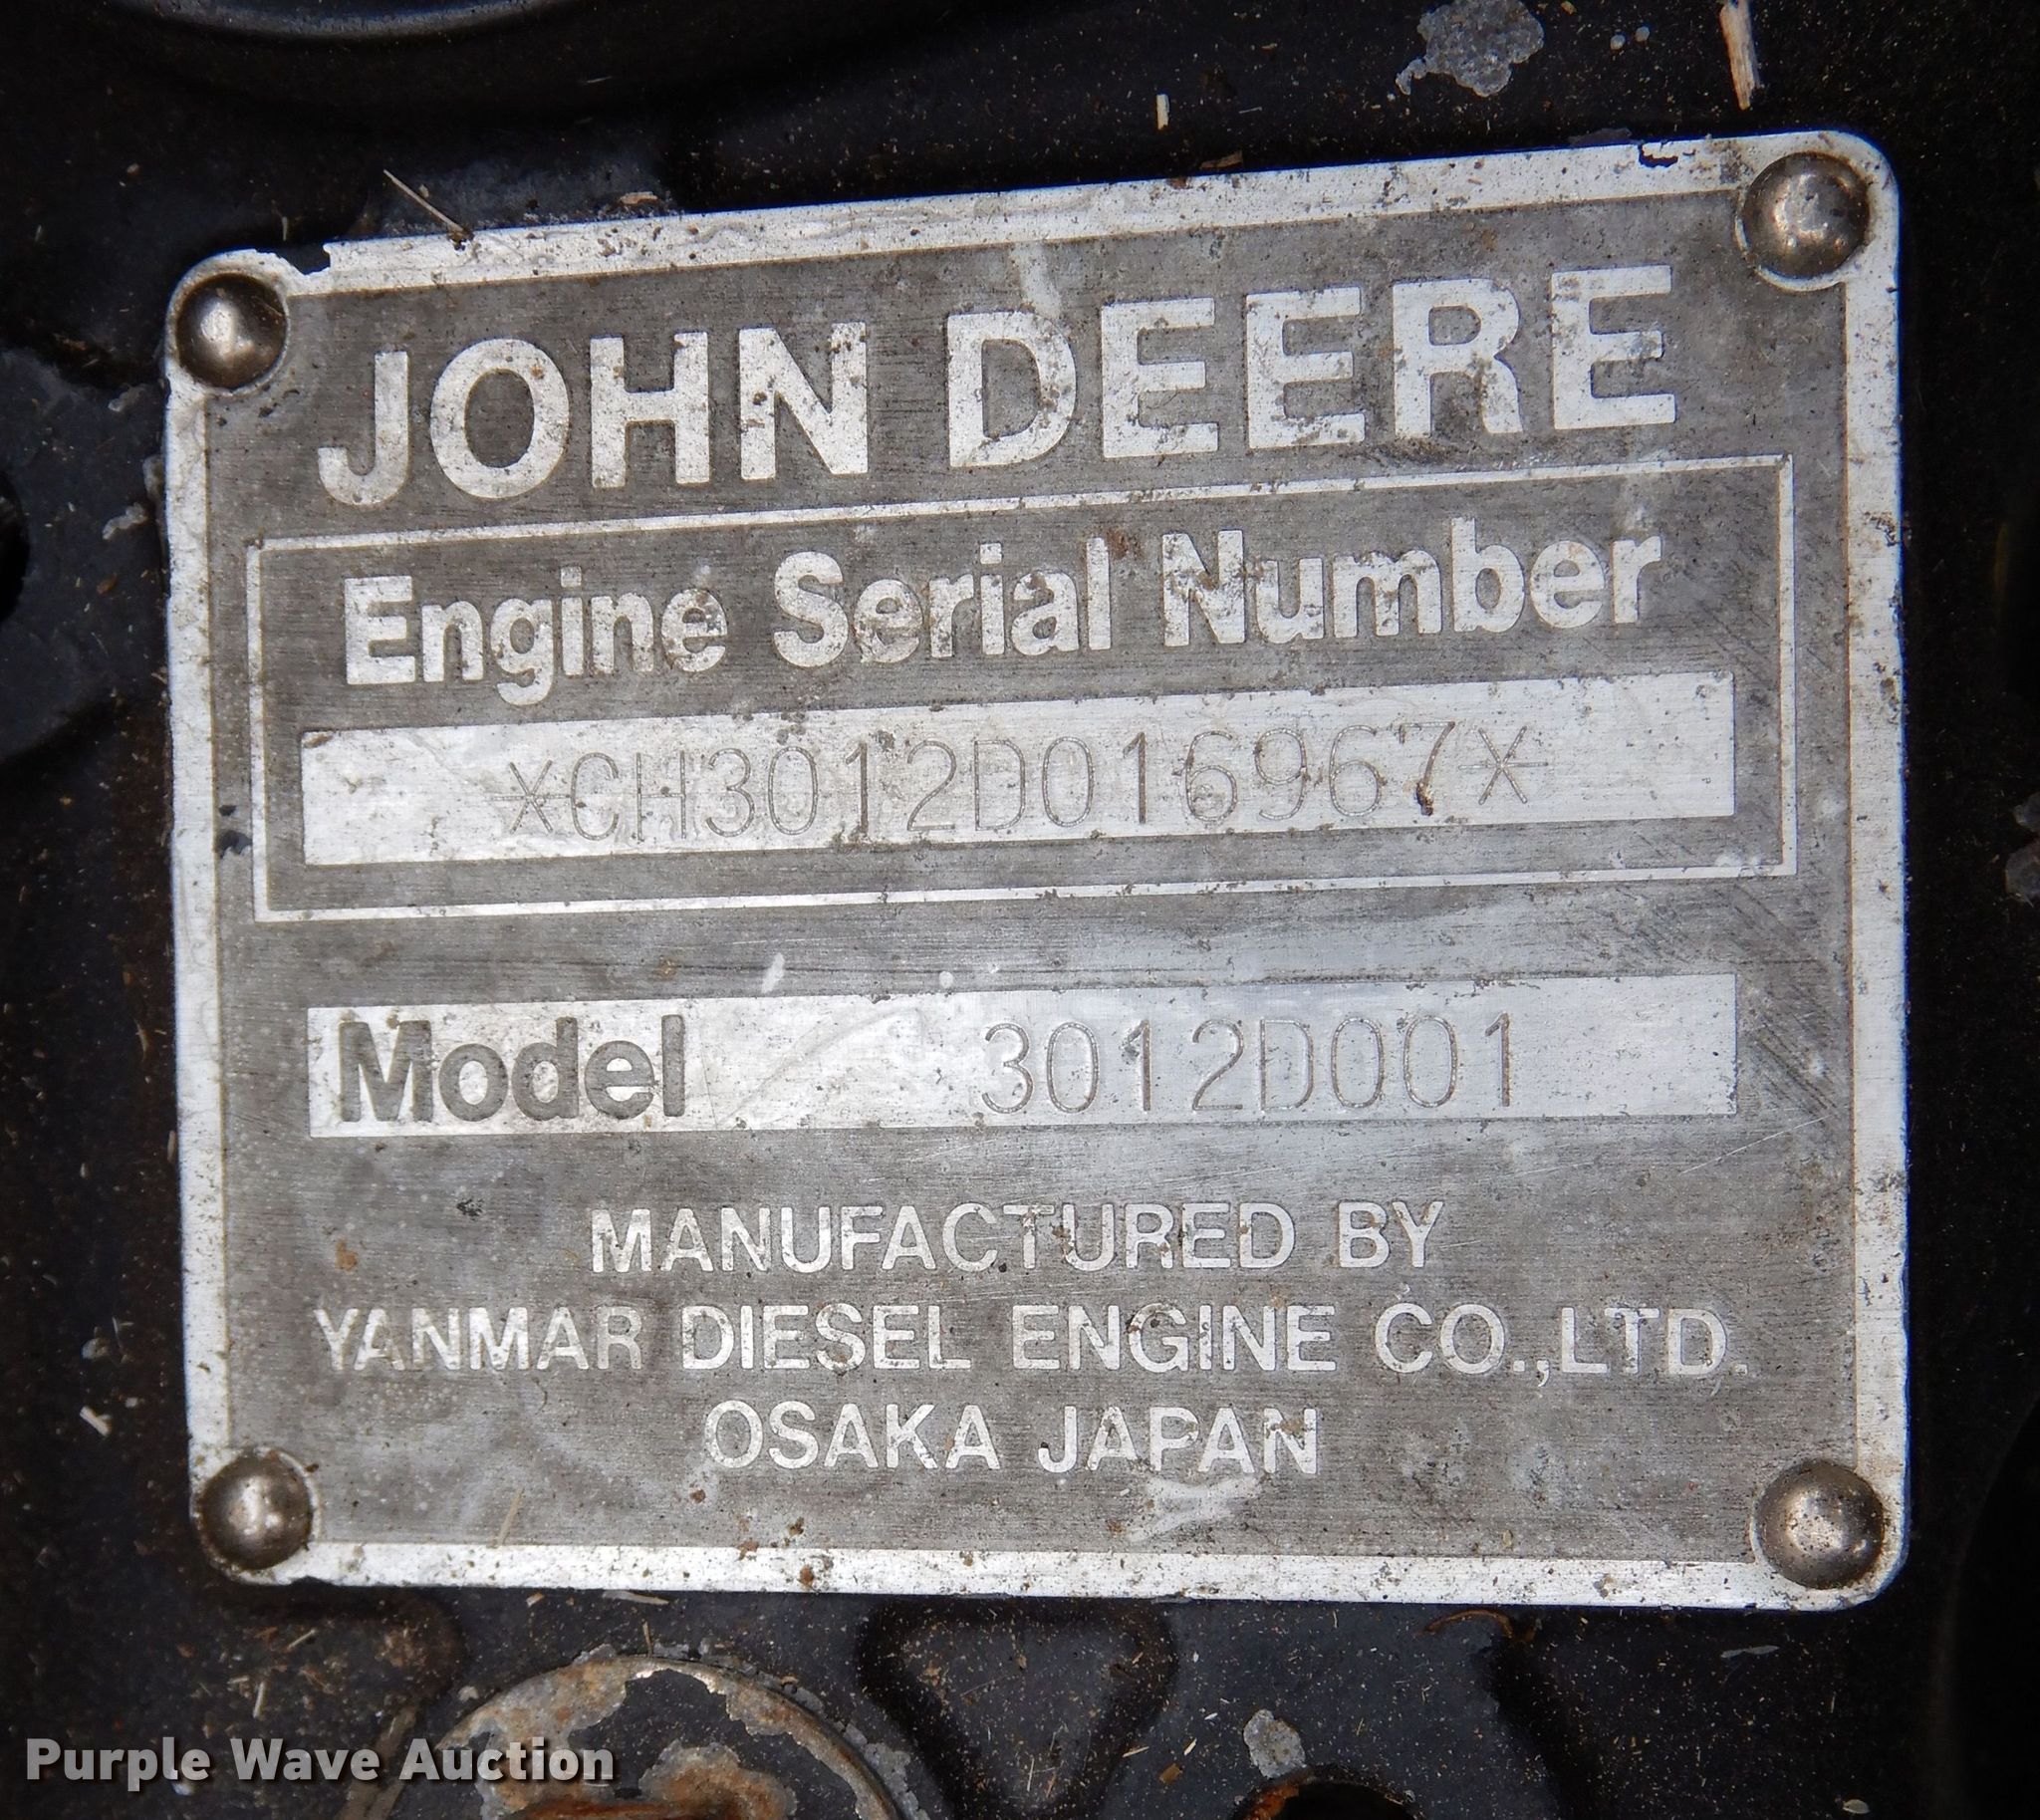 JOHN DEERE
Engine Serial Number
*CH3012D016967*
Model 3012D001
MANUFACTURED BY
YANMAR DIESEL ENGINE CO.,LTD.
OSAKA JAPAN
Purple Wave Auction